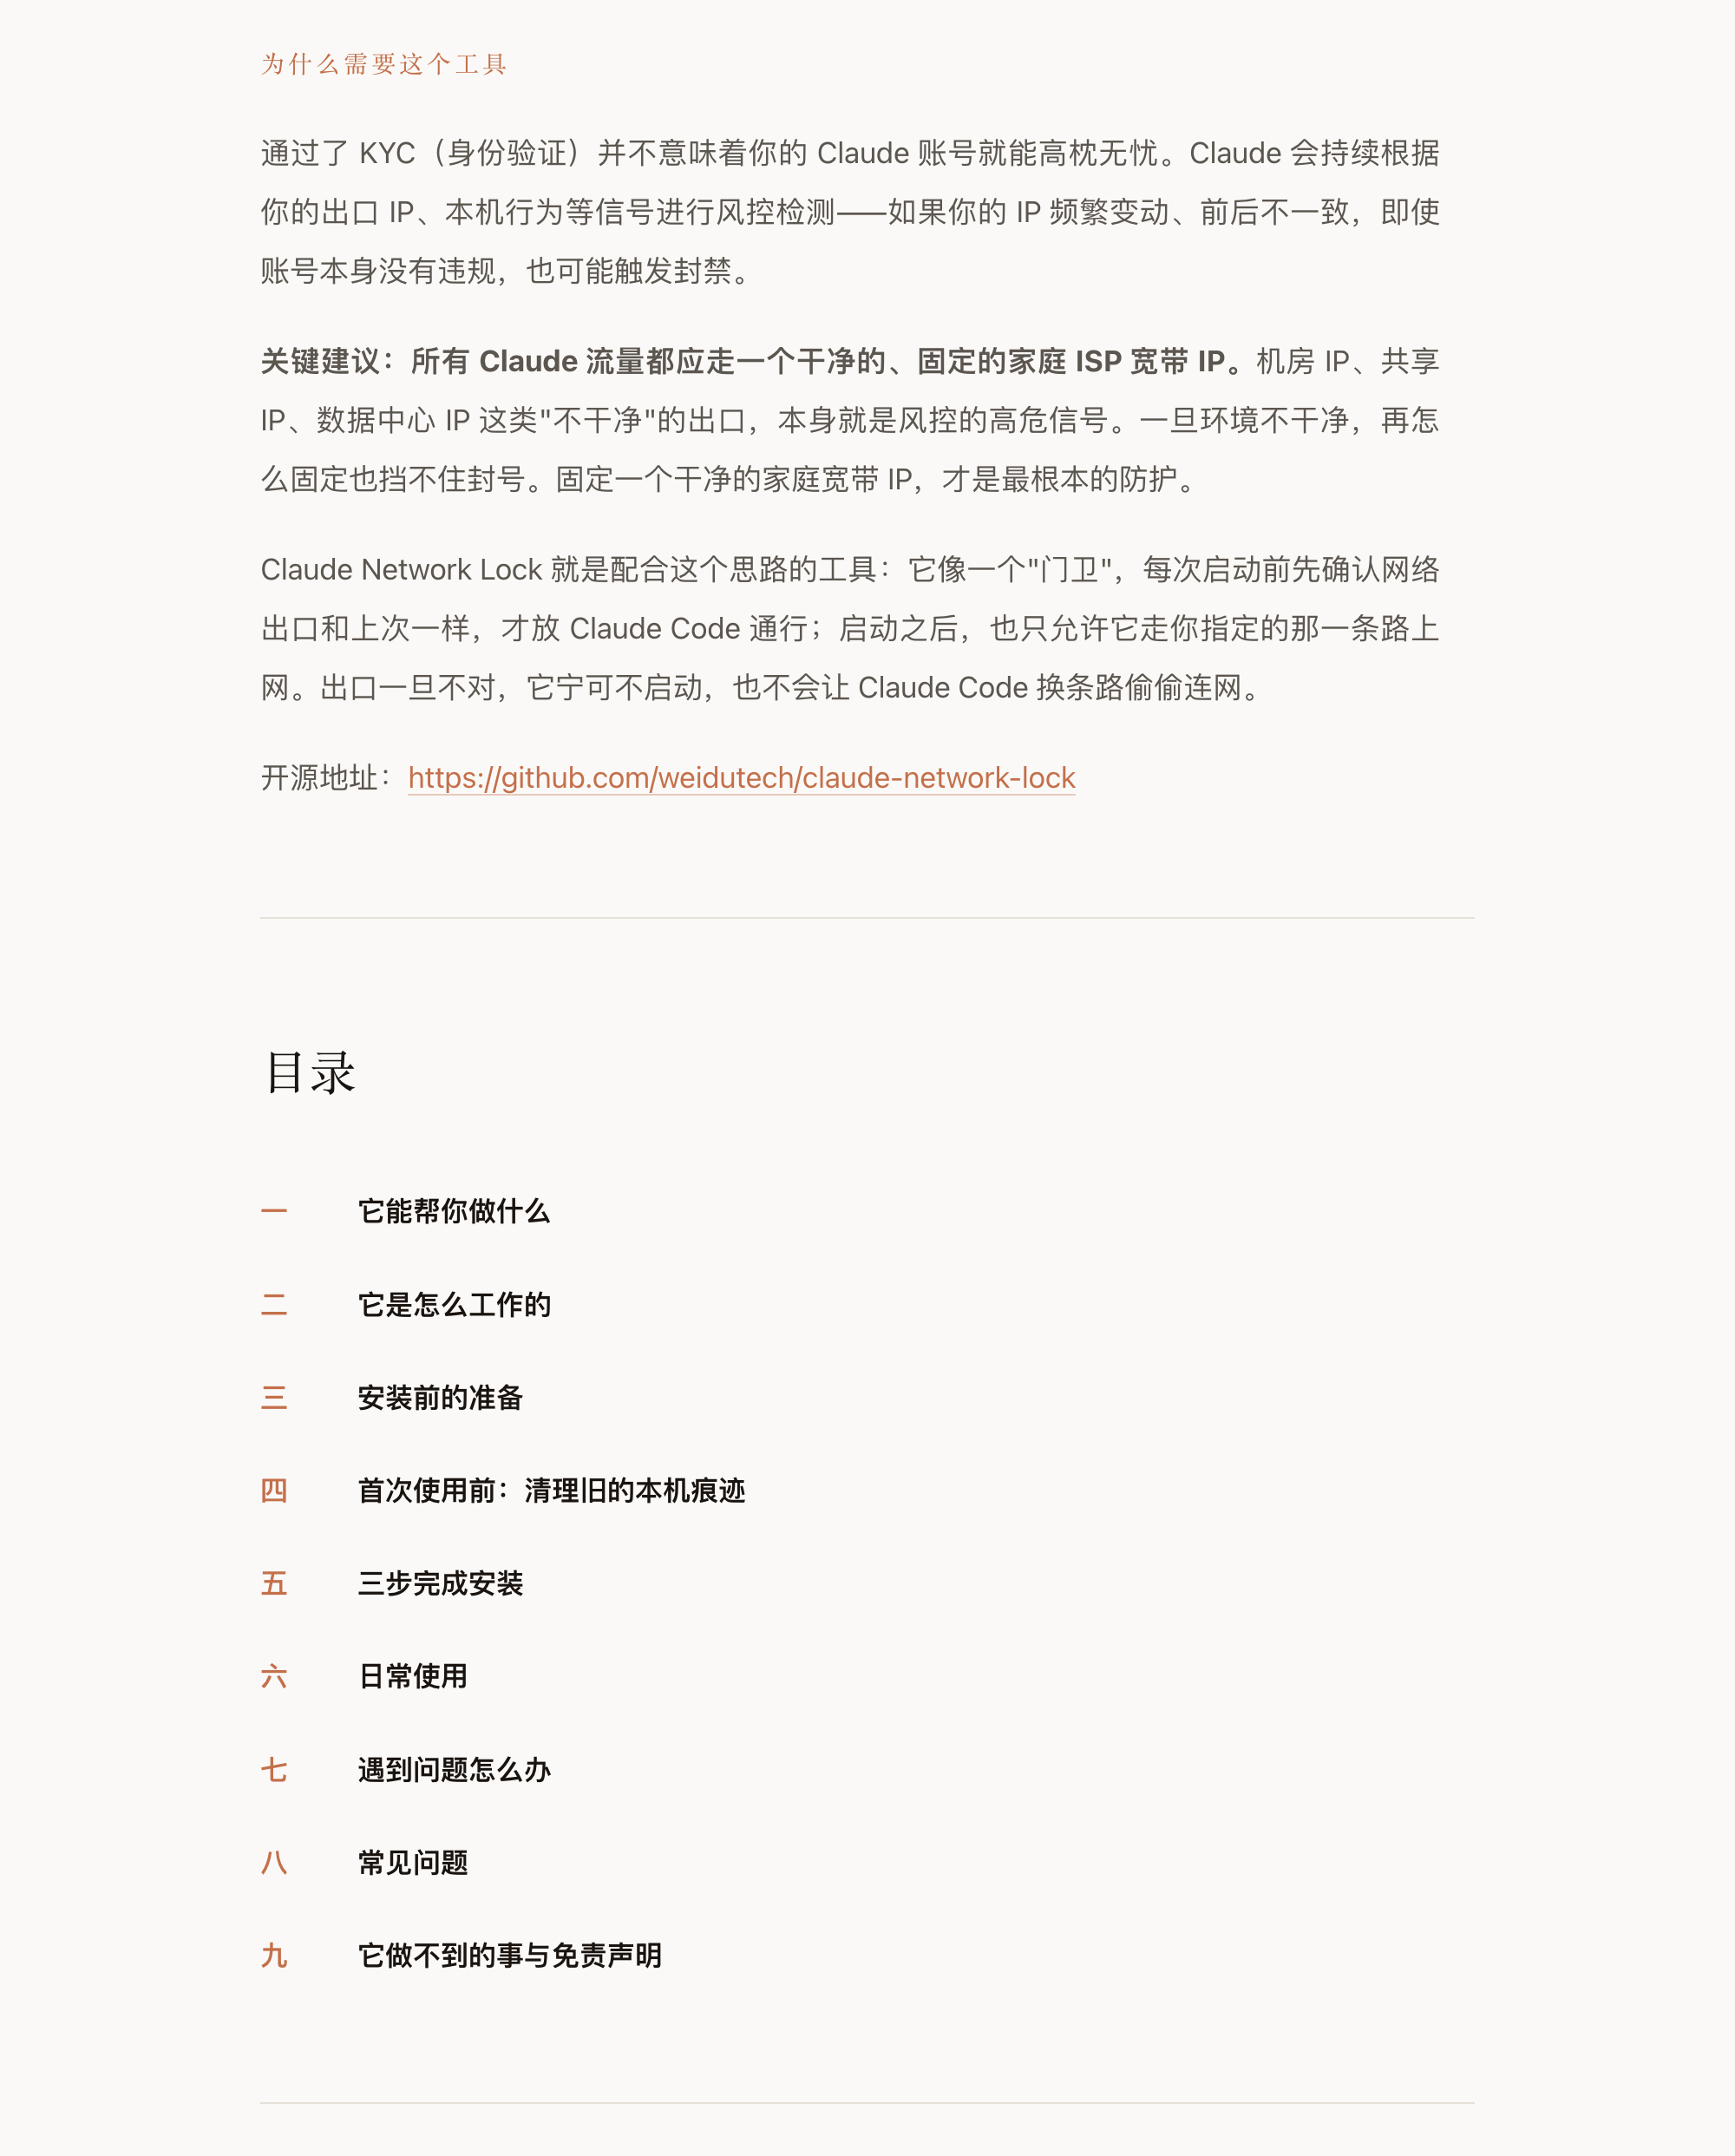 为什么需要这个工具
通过了 KYC（身份验证）并不意味着你的 Claude 账号就能高枕无忧。Claude 会持续根据
你的出口 IP、本机行为等信号进行风控检测——如果你的 IP 频繁变动、前后不一致，即使
账号本身没有违规，也可能触发封禁。
关键建议：所有 Claude 流量都应走一个干净的、固定的家庭 ISP 宽带 IP。机房 IP、共享
IP、数据中心 IP 这类"不干净"的出口，本身就是风控的高危信号。一旦环境不干净，再怎
么固定也挡不住封号。固定一个干净的家庭宽带 IP，才是最根本的防护。
Claude Network Lock 就是配合这个思路的工具：它像一个"门卫"，每次启动前先确认网络
出口和上次一样，才放 Claude Code 通行；启动之后，也只允许它走你指定的那一条路上
网。出口一旦不对，它宁可不启动，也不会让 Claude Code 换条路偷偷连网。
开源地址：https://github.com/weidutech/claude-network-lock
目录
一 它能帮你做什么
二 它是怎么工作的
三 安装前的准备
四 首次使用前：清理旧的本机痕迹
五 三步完成安装
六 日常使用
七 遇到问题怎么办
八 常见问题
九 它做不到的事与免责声明